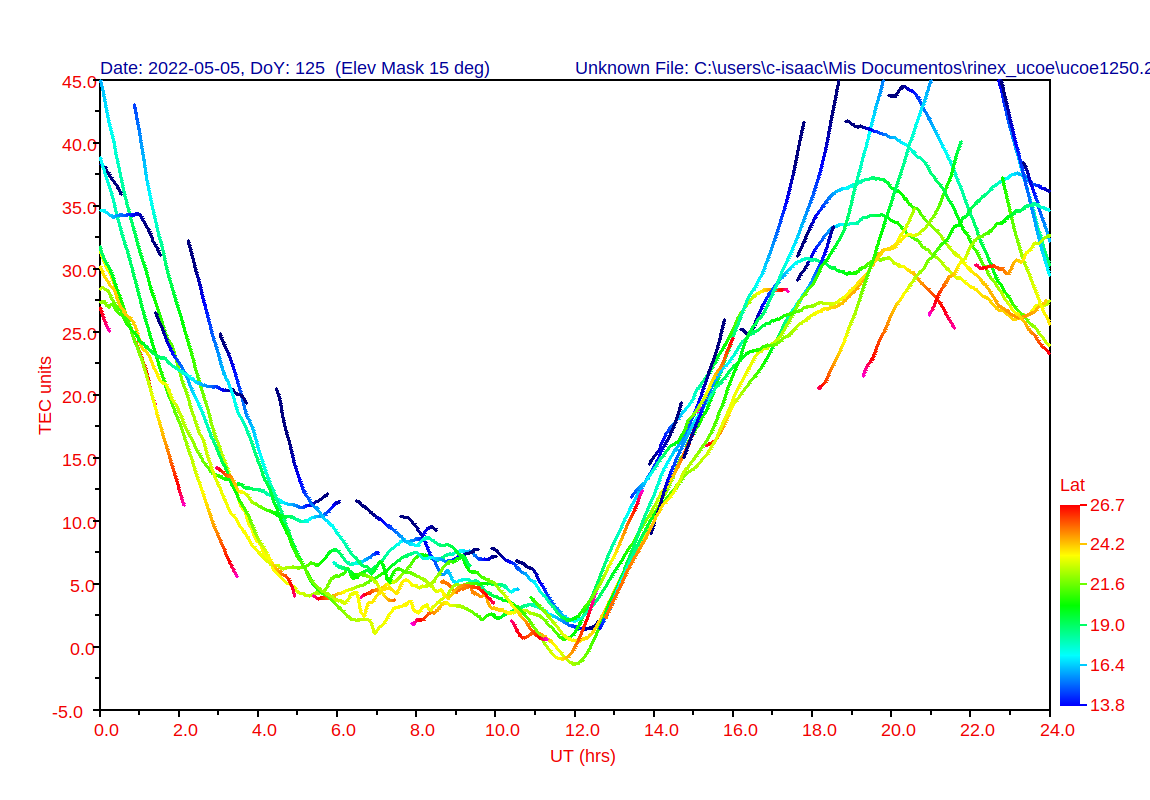 Date: 2022-05-05, DoY: 125  (Elev Mask 15 deg)
Unknown File: C:\users\c-isaac\Mis Documentos\rinex_ucoe\ucoe1250.2
45.0
40.0
35.0
30.0
25.0
20.0
15.0
10.0
5.0
0.0
-5.0
TEC units
0.0 2.0 4.0 6.0 8.0 10.0 12.0 14.0 16.0 18.0 20.0 22.0 24.0
UT (hrs)
Lat
26.7
24.2
21.6
19.0
16.4
13.8